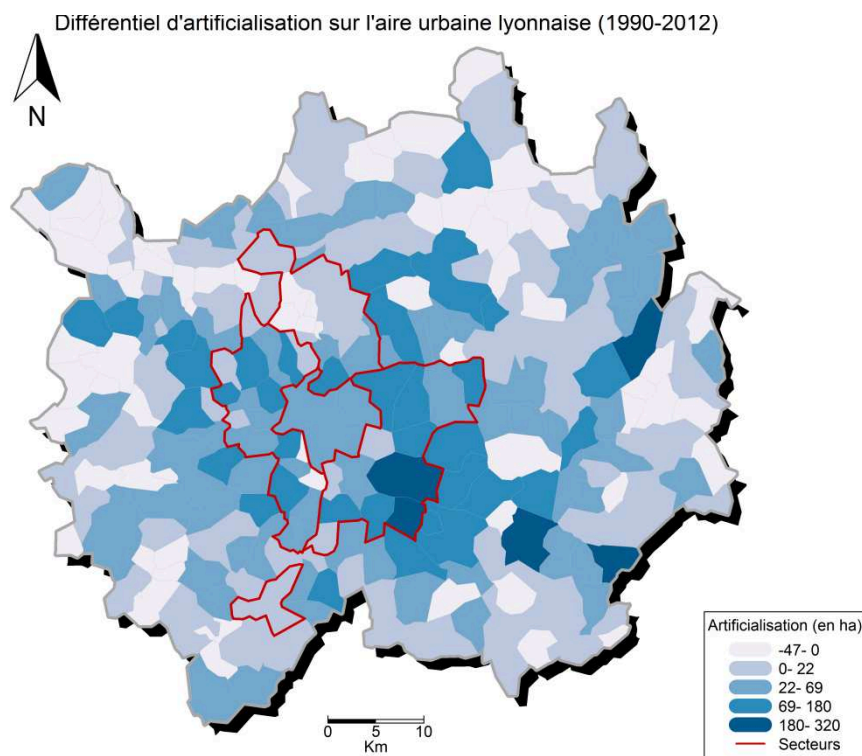 Différentiel d'artificialisation sur l'aire urbaine lyonnaise (1990-2012)
N
Artificialisation (en ha)
-47- 0
0- 22
22- 69
69- 180
180- 320
Secteurs
0 5 10
Km